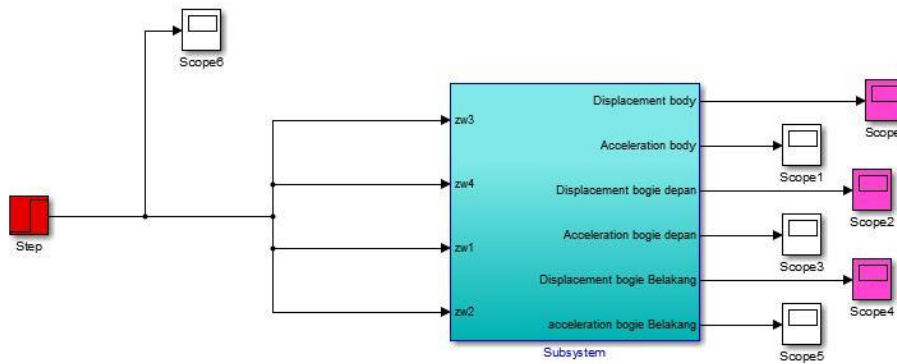 Scope6
Displacement body
zw3
Scope
Acceleration body
Scope1
zw4
Displacement bogie depan
Step
Scope2
Acceleration bogie depan
zw1
Scope3
Displacement bogie Belakang
zw2
Scope4
acceleration bogie Belakang
Subsystem
Scope5